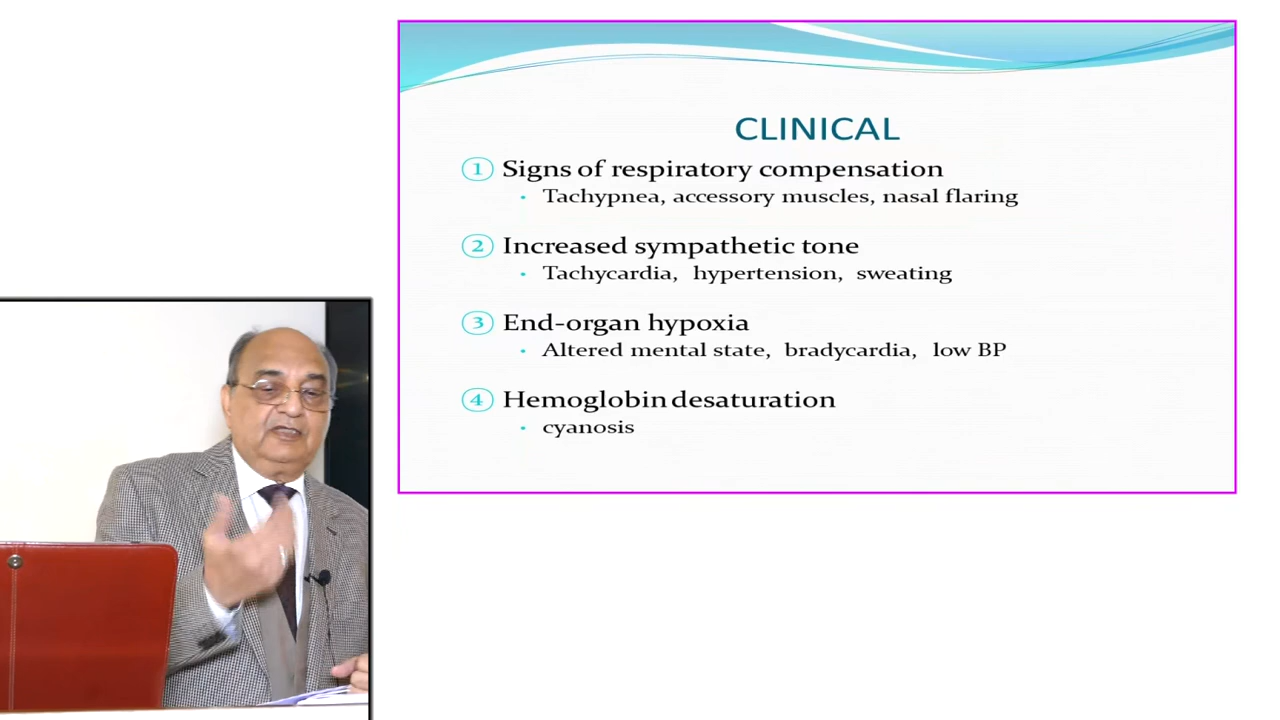 CLINICAL
① Signs of respiratory compensation
• Tachypnea, accessory muscles, nasal flaring
② Increased sympathetic tone
• Tachycardia, hypertension, sweating
③ End-organ hypoxia
• Altered mental state, bradycardia, low BP
④ Hemoglobin desaturation
• cyanosis